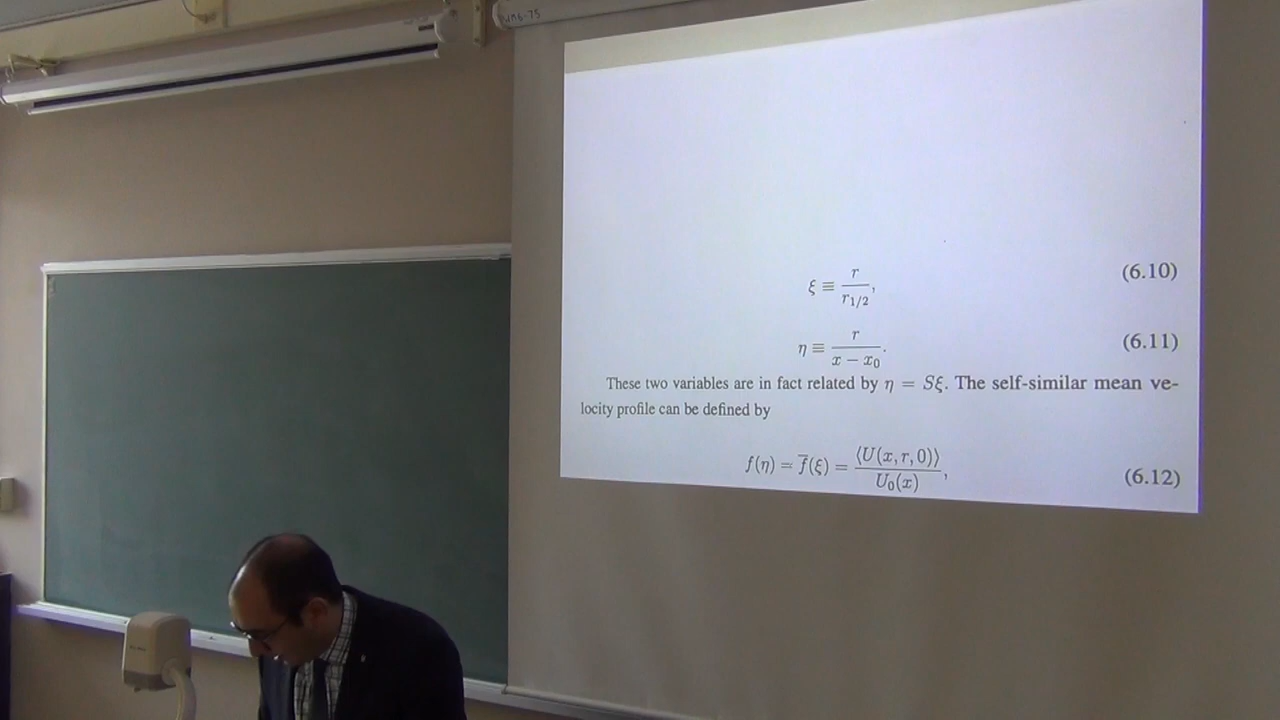 ξ ≡ r/r_{1/2}, (6.10)
η ≡ r/(x − x_0). (6.11)
These two variables are in fact related by η = Sξ. The self-similar mean ve-
locity profile can be defined by
f(η) = \overline{f}(ξ) = ⟨U(x, r, 0)⟩/U_0(x), (6.12)